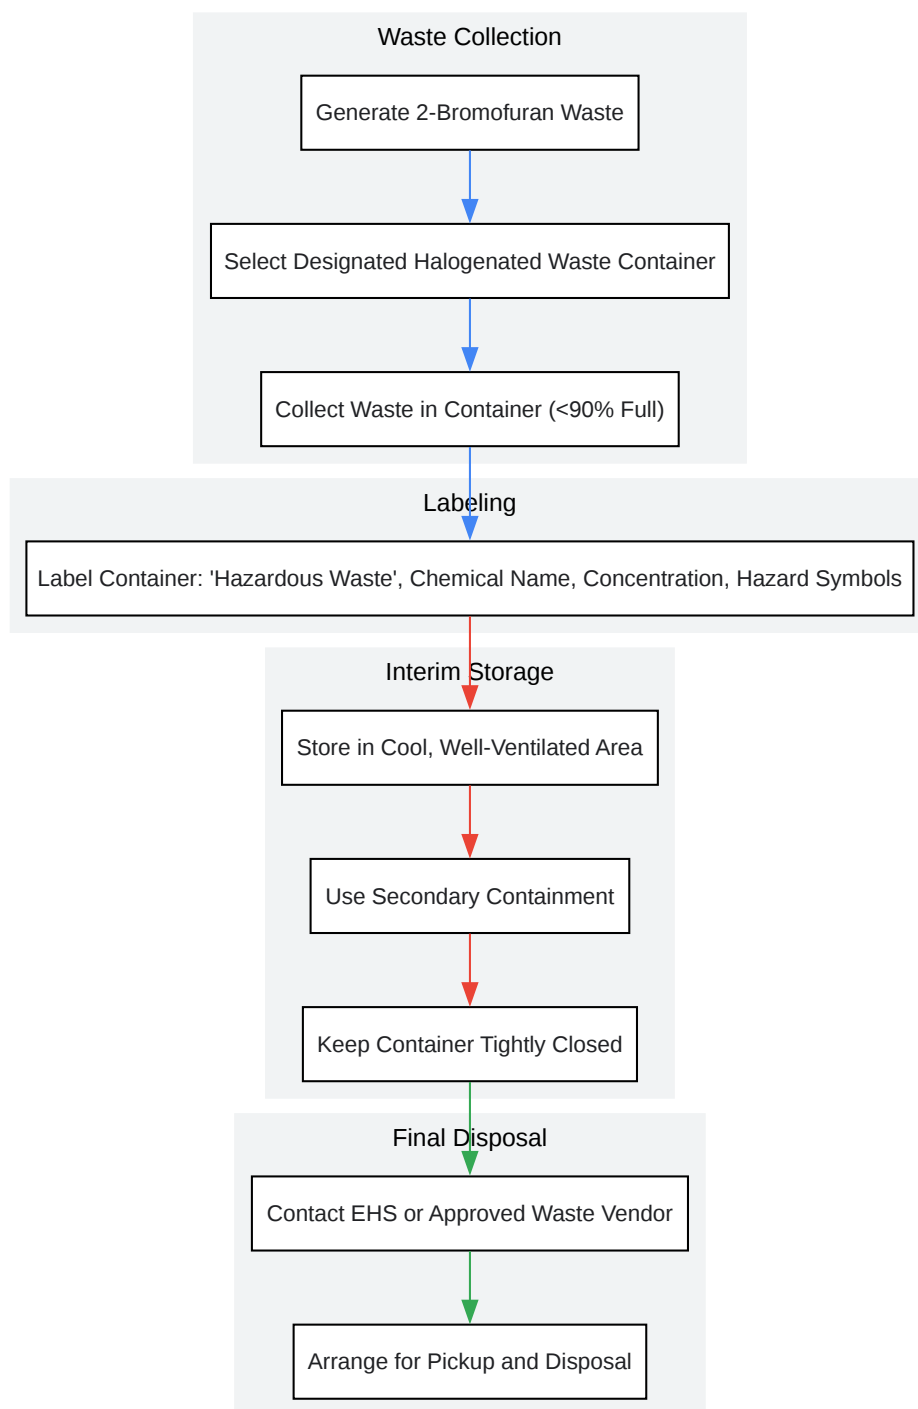 Waste Collection
Generate 2-Bromofuran Waste
Select Designated Halogenated Waste Container
Collect Waste in Container (<90% Full)
Labeling
Label Container: 'Hazardous Waste', Chemical Name, Concentration, Hazard Symbols
Interim Storage
Store in Cool, Well-Ventilated Area
Use Secondary Containment
Keep Container Tightly Closed
Final Disposal
Contact EHS or Approved Waste Vendor
Arrange for Pickup and Disposal